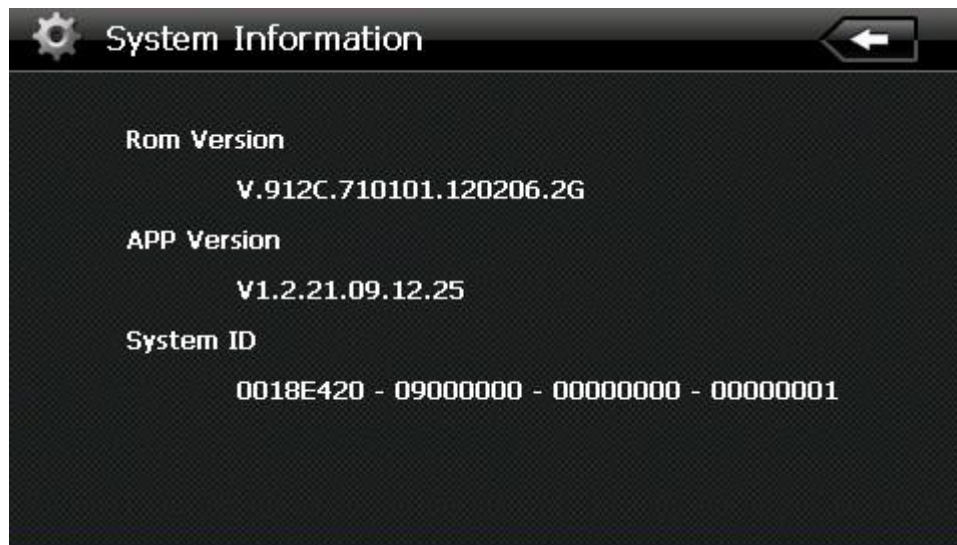 System Information
Rom Version
V.912C.710101.120206.2G
APP Version
V1.2.21.09.12.25
System ID
0018E420 - 09000000 - 00000000 - 00000001